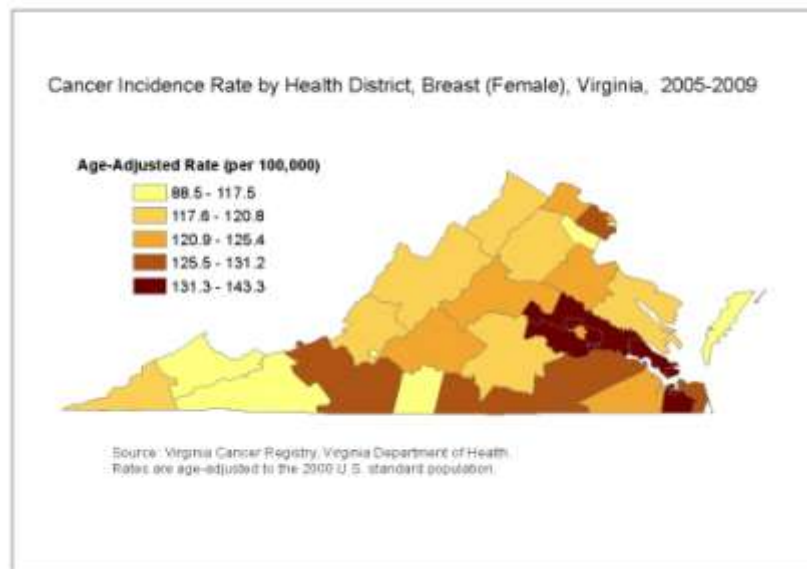 Cancer Incidence Rate by Health District, Breast (Female), Virginia, 2005-2009
Age-Adjusted Rate (per 100,000)
88.5 - 117.5
117.6 - 120.8
120.9 - 125.4
125.5 - 131.2
131.3 - 143.3
Source: Virginia Cancer Registry, Virginia Department of Health.
Rates are age-adjusted to the 2000 U.S. standard population.